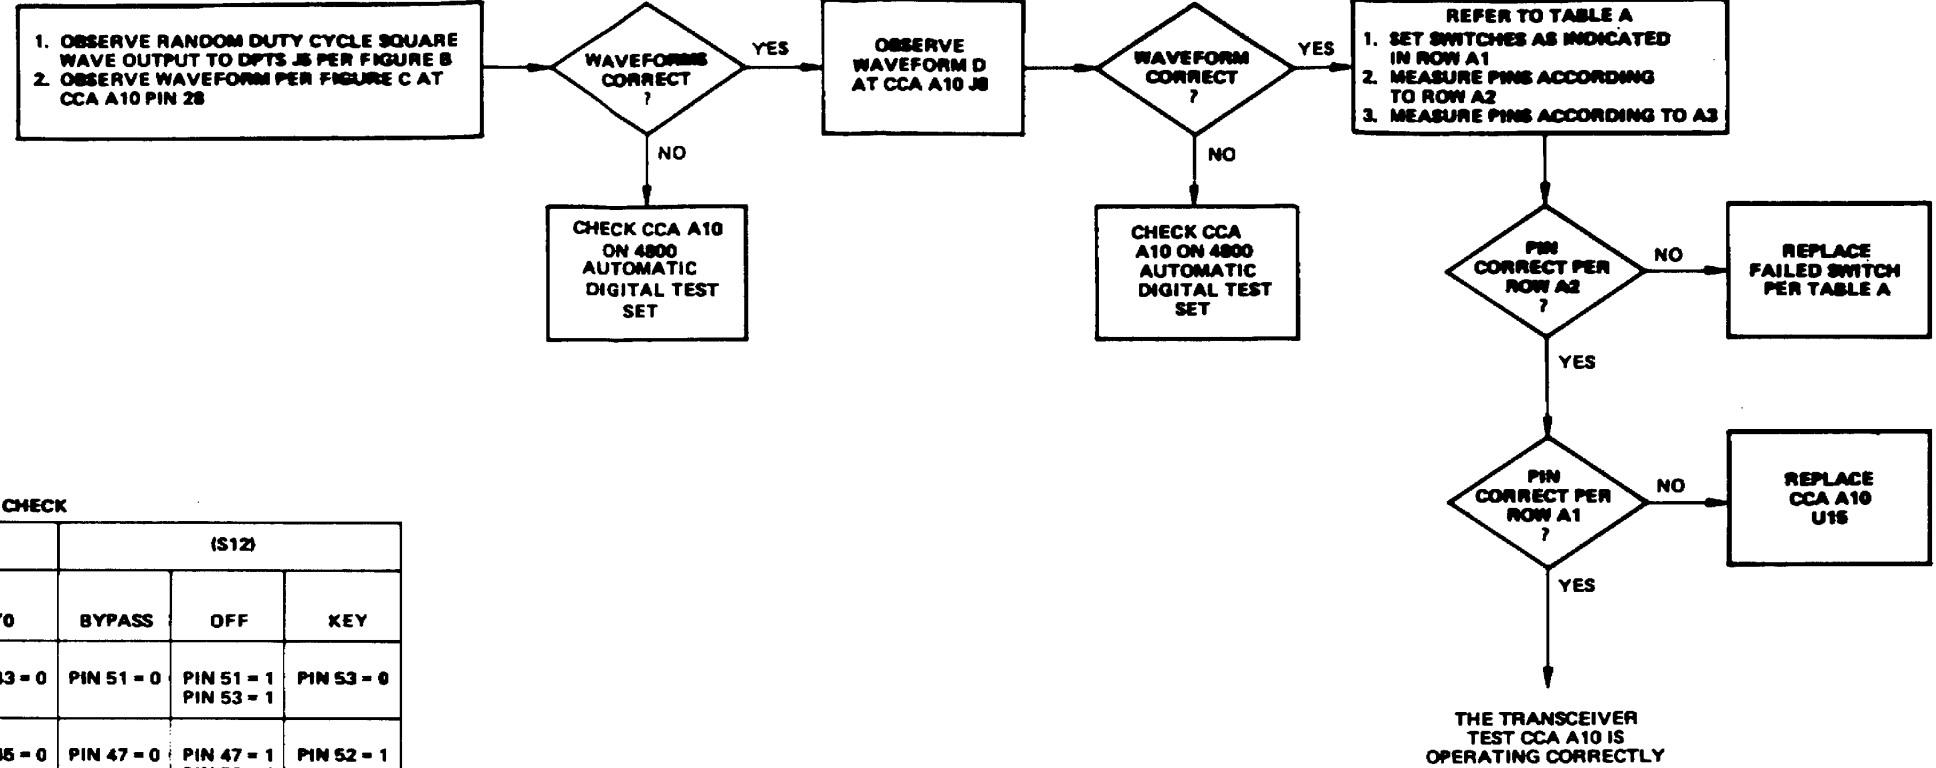 1. OBSERVE RANDOM DUTY CYCLE SQUARE
WAVE OUTPUT TO DPTS J5 PER FIGURE B
2. OBSERVE WAVEFORM PER FIGURE C AT
CCA A10 PIN 28
WAVEFORMS
CORRECT
?
YES
NO
CHECK CCA A10
ON 4800
AUTOMATIC
DIGITAL TEST
SET
OBSERVE
WAVEFORM D
AT CCA A10
WAVEFORM
CORRECT
?
YES
NO
CHECK CCA
A10 ON 4800
AUTOMATIC
DIGITAL TEST
SET
REFER TO TABLE A
1. SET SWITCHES AS INDICATED
IN ROW A1
2. MEASURE PINS ACCORDING
TO ROW A2
3. MEASURE PINS ACCORDING TO A3
PIN
CORRECT PER
ROW A2
?
NO
REPLACE
FAILED SWITCH
PER TABLE A
YES
PIN
CORRECT PER
ROW A1
?
NO
REPLACE
CCA A10
U15
YES
THE TRANSCEIVER
TEST CCA A10 IS
OPERATING CORRECTLY
CHECK
(S12)
BYPASS OFF KEY
3 = 0 PIN 51 = 0 PIN 51 = 1 PIN 53 = 0
PIN 53 = 1
5 = 0 PIN 47 = 0 PIN 47 = 1 PIN 52 = 1